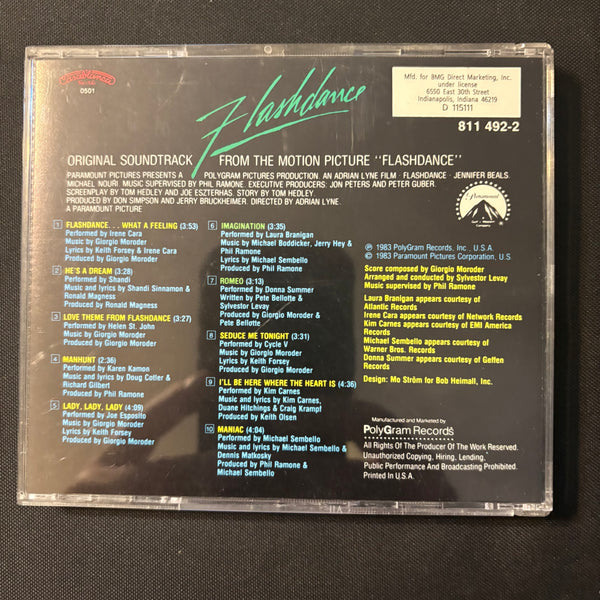 Casablanca
0501
Flashdance
Mfd. for BMG Direct Marketing, Inc.
under license
6550 East 30th Street
Indianapolis, Indiana 46219
D 115111
811 492-2
ORIGINAL SOUNDTRACK FROM THE MOTION PICTURE "FLASHDANCE"
PARAMOUNT PICTURES PRESENTS A POLYGRAM PICTURES PRODUCTION · AN ADRIAN LYNE FILM · FLASHDANCE · JENNIFER BEALS.
MICHAEL NOURI. MUSIC SUPERVISED BY PHIL RAMONE. EXECUTIVE PRODUCERS: JON PETERS AND PETER GUBER.
SCREENPLAY BY TOM HEDLEY AND JOE ESZTERHAS. STORY BY TOM HEDLEY.
PRODUCED BY DON SIMPSON AND JERRY BRUCKHEIMER. DIRECTED BY ADRIAN LYNE.
A PARAMOUNT PICTURE
1 FLASHDANCE. . . WHAT A FEELING (3:53)
Performed by Irene Cara
Music by Giorgio Moroder
Lyrics by Keith Forsey & Irene Cara
Produced by Giorgio Moroder
2 HE'S A DREAM (3:28)
Performed by Shandi
Music and lyrics by Shandi Sinnamon &
Ronald Magness
Produced by Ronald Magness
3 LOVE THEME FROM FLASHDANCE (3:27)
Performed by Helen St. John
Music by Giorgio Moroder
Produced by Giorgio Moroder
4 MANHUNT (2:36)
Performed by Karen Kamon
Music and lyrics by Doug Cotler &
Richard Gilbert
Produced by Phil Ramone
5 LADY, LADY, LADY (4:09)
Performed by Joe Esposito
Music by Giorgio Moroder
Lyrics by Keith Forsey
Produced by Giorgio Moroder
6 IMAGINATION (3:35)
Performed by Laura Branigan
Music by Michael Boddicker, Jerry Hey &
Phil Ramone
Lyrics by Michael Sembello
Produced by Phil Ramone
7 ROMEO (3:13)
Performed by Donna Summer
Written by Pete Bellotte &
Sylvestor Levay
Produced by Giorgio Moroder &
Pete Bellotte
8 SEDUCE ME TONIGHT (3:31)
Performed by Cycle V
Music by Giorgio Moroder
Lyrics by Keith Forsey
Produced by Giorgio Moroder
9 I'LL BE HERE WHERE THE HEART IS (4:36)
Performed by Kim Carnes
Music and lyrics by Kim Carnes,
Duane Hitchings & Craig Krampf
Produced by Keith Olsen
10 MANIAC (4:04)
Performed by Michael Sembello
Music and lyrics by Michael Sembello &
Dennis Matkosky
Produced by Phil Ramone &
Michael Sembello
Paramount
℗ 1983 PolyGram Records, Inc., U.S.A.
© 1983 Paramount Pictures Corporation. U.S.
Score composed by Giorgio Moroder
Arranged and conducted by Sylvester Levay
Music supervised by Phil Ramone
Laura Branigan appears courtesy of
Atlantic Records
Irene Cara appears courtesy of Network Records
Kim Carnes appears courtesy of EMI America
Records
Michael Sembello appears courtesy of
Warner Bros. Records
Donna Summer appears courtesy of Geffen
Records
Design: Mo Ström for Bob Heimall, Inc.
Manufactured and Marketed by
PolyGram Records
All Rights Of The Producer Of The Work Reserved.
Unauthorized Copying, Hiring, Lending,
Public Performance And Broadcasting Prohibited.
Printed in U.S.A.